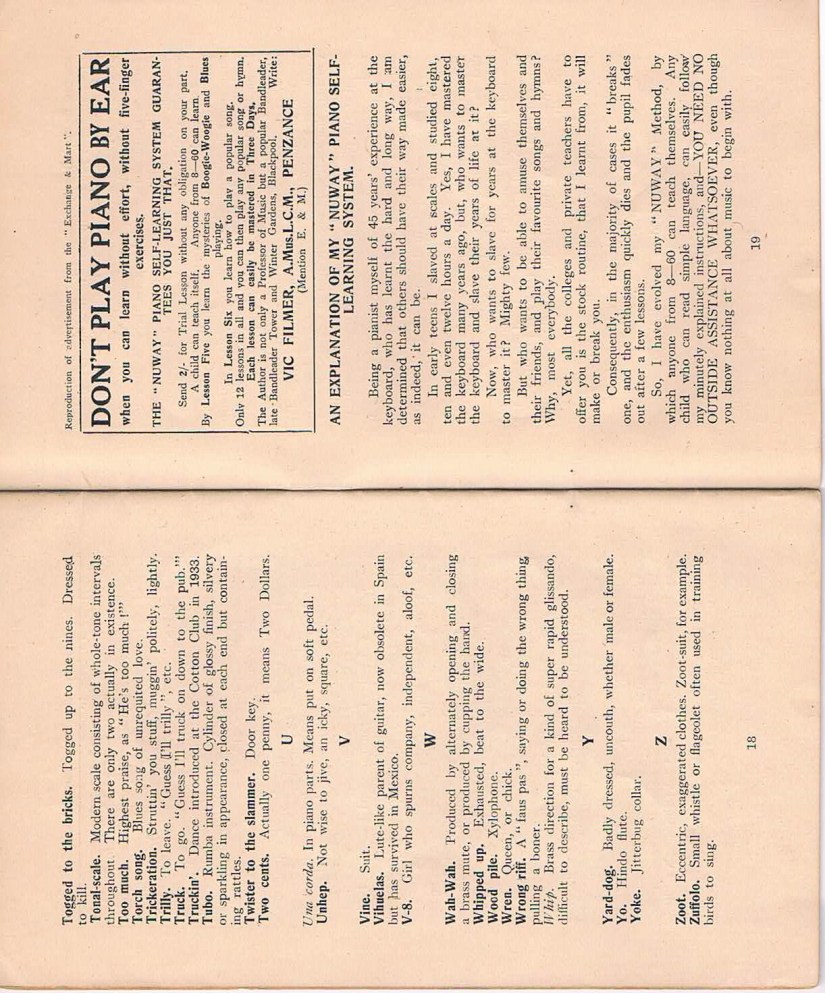 Togged to the bricks. Togged up to the nines. Dressed
to kill.
Tonal-scale. Modern scale consisting of whole-tone intervals
throughout. There are only two actually in existence.
Too much. Highest praise, as "He's too much!"'
Torch song. Blues song of unrequited love.
Trickeration. Struttin' you stuff, muggin' politely, lightly.
Trilly. To leave. "Guess I'll trilly", etc.
Truck. To go. "Guess I'll truck on down to the pub."'
Truckin'. Dance introduced at the Cotton Club in 1933.
Tubo. Rumba instrument. Cylinder of glossy finish, silvery
or sparkling in appearance, closed at each end but contain-
ing rattles.
Twister to the slammer. Door key.
Two cents. Actually one penny, it means Two Dollars.
U
Una corda. In piano parts. Means put on soft pedal.
Unhep. Not wise to jive, an icky, square, etc.
V
Vine. Suit.
Vihuelas. Lute-like parent of guitar, now obsolete in Spain
but has survived in Mexico.
V-8. Girl who spurns company, independent, aloof, etc.
W
Wah-Wah. Produced by alternately opening and closing
a brass mute, or produced by cupping the hand.
Whipped up. Exhausted, beat to the wide.
Wood pile. Xylophone.
Wren. Queen, or chick.
Wrong riff. A "faus pas", saying or doing the wrong thing
pulling a boner.
Whip. Brass direction for a kind of super rapid glissando,
difficult to describe, must be heard to be understood.
Y
Yard-dog. Badly dressed, uncouth, whether male or female.
Yo. Hindo flute.
Yoke. Jitterbug collar.
Z
Zoot. Eccentric, exaggerated clothes. Zoot-suit, for example.
Zuffolo. Small whistle or flageolet often used in training
birds to sing.
18
Reproduction of advertisement from the "Exchange & Mart".
DON'T PLAY PIANO BY EAR
when you can learn without effort, without five-finger
exercises.
THE "NUWAY" PIANO SELF-LEARNING SYSTEM GUARAN-
TEES YOU JUST THAT.
Send 2/- for Trial Lesson without any obligation on your part.
A child can teach itself. Anyone from 8—60 can learn.
By Lesson Five you learn the mysteries of Boogie-Woogie and Blues
playing.
In Lesson Six you learn how to play a popular song.
Only 12 lessons in all and you can then play any popular song or hymn.
Each lesson easily be mastered in Three Days.
The Author is not only a Professor of Music but a popular Bandleader,
late Bandleader Tower and Winter Gardens, Blackpool. Write:
VIC FILMER, A.Mus.L.C.M., PENZANCE
(Mention E. & M.)
AN EXPLANATION OF MY "NUWAY" PIANO SELF-
LEARNING SYSTEM.
Being a pianist myself of 45 years' experience at the
keyboard, who has learnt the hard and long way, I am
determined that others should have their way made easier,
as indeed, it can be.
In early teens I slaved at scales and studied eight,
ten and even twelve hours a day. Yes, I have mastered
the keyboard many years ago, but, who wants to master
the keyboard and slave their years of life at it?
Now, who wants to slave for years at the keyboard
to master it? Mighty few.
But who wants to be able to amuse themselves and
their friends, and play their favourite songs and hymns?
Why, most everybody.
Yet, all the colleges and private teachers have to
offer you is the stock routine, that I learnt from, it will
make or break you.
Consequently, in the majority of cases it "breaks"
one, and the enthusiasm quickly dies and the pupil fades
out after a few lessons.
So, I have evolved my "NUWAY" Method, by
which anyone from 8—60 can teach themselves. Any
child who can read simple language, can easily follow
my minutely explained instructions, and—YOU NEED NO
OUTSIDE ASSISTANCE WHATSOEVER, even though
you know nothing at all about music to begin with.
19